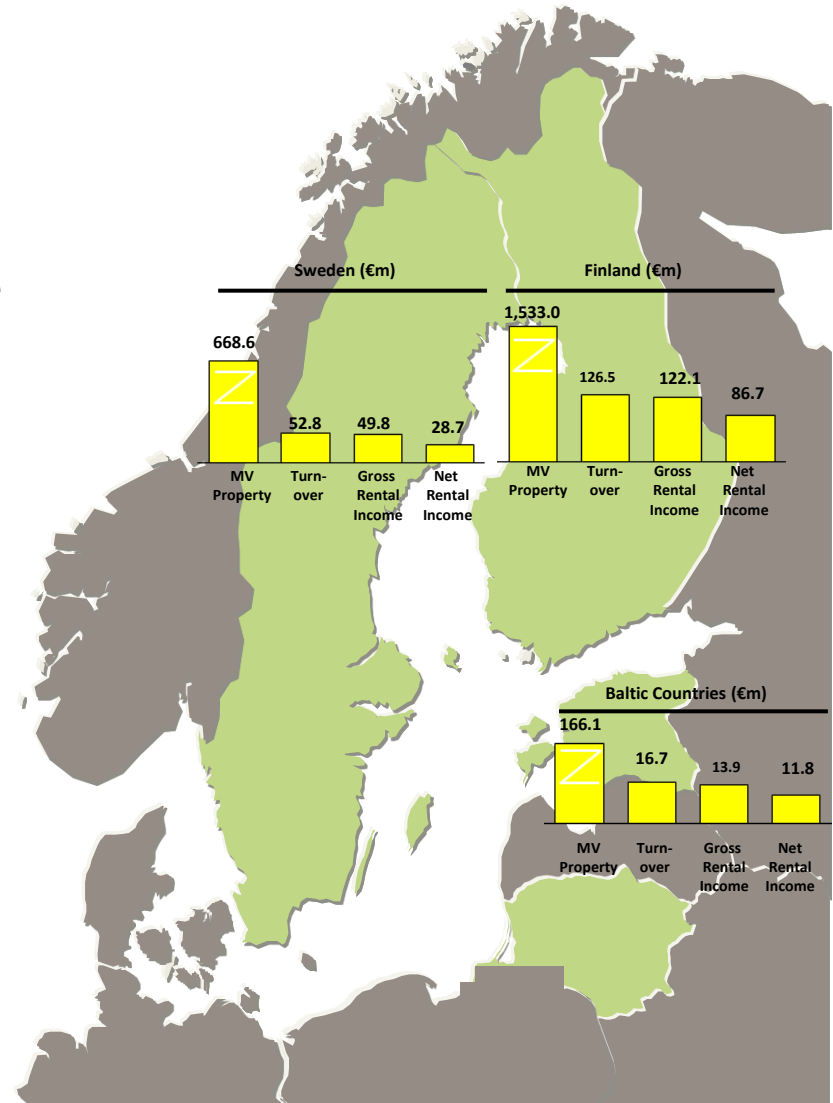 Sweden (€m)
668.6
52.8
49.8
28.7
MV
Property
Turn-
over
Gross
Rental
Income
Net
Rental
Income
Finland (€m)
1,533.0
126.5
122.1
86.7
MV
Property
Turn-
over
Gross
Rental
Income
Net
Rental
Income
Baltic Countries (€m)
166.1
16.7
13.9
11.8
MV
Property
Turn-
over
Gross
Rental
Income
Net
Rental
Income